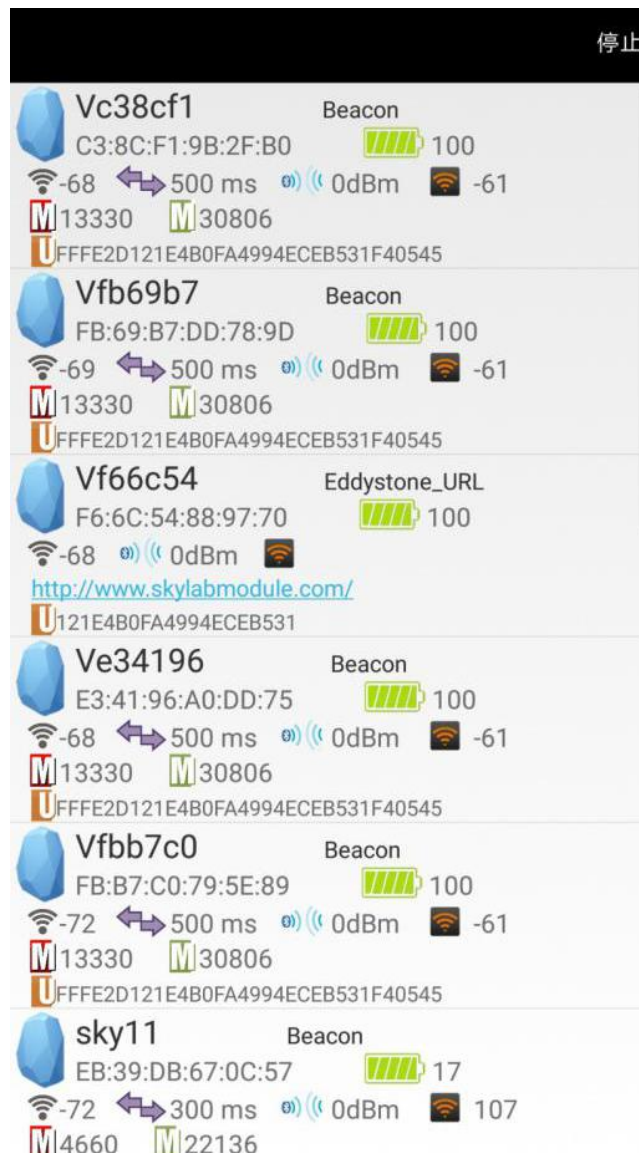 停止
Vc38cf1 Beacon
C3:8C:F1:9B:2F:B0 100
-68 500 ms 0dBm -61
M 13330 M 30806
U FFFE2D121E4B0FA4994ECEB531F40545
Vfb69b7 Beacon
FB:69:B7:DD:78:9D 100
-69 500 ms 0dBm -61
M 13330 M 30806
U FFFE2D121E4B0FA4994ECEB531F40545
Vf66c54 Eddystone_URL
F6:6C:54:88:97:70 100
-68 0dBm
http://www.skylabmodule.com/
U 121E4B0FA4994ECEB531
Ve34196 Beacon
E3:41:96:A0:DD:75 100
-68 500 ms 0dBm -61
M 13330 M 30806
U FFFE2D121E4B0FA4994ECEB531F40545
Vfbb7c0 Beacon
FB:B7:C0:79:5E:89 100
-72 500 ms 0dBm -61
M 13330 M 30806
U FFFE2D121E4B0FA4994ECEB531F40545
sky11 Beacon
EB:39:DB:67:0C:57 17
-72 300 ms 0dBm 107
M 4660 M 22136